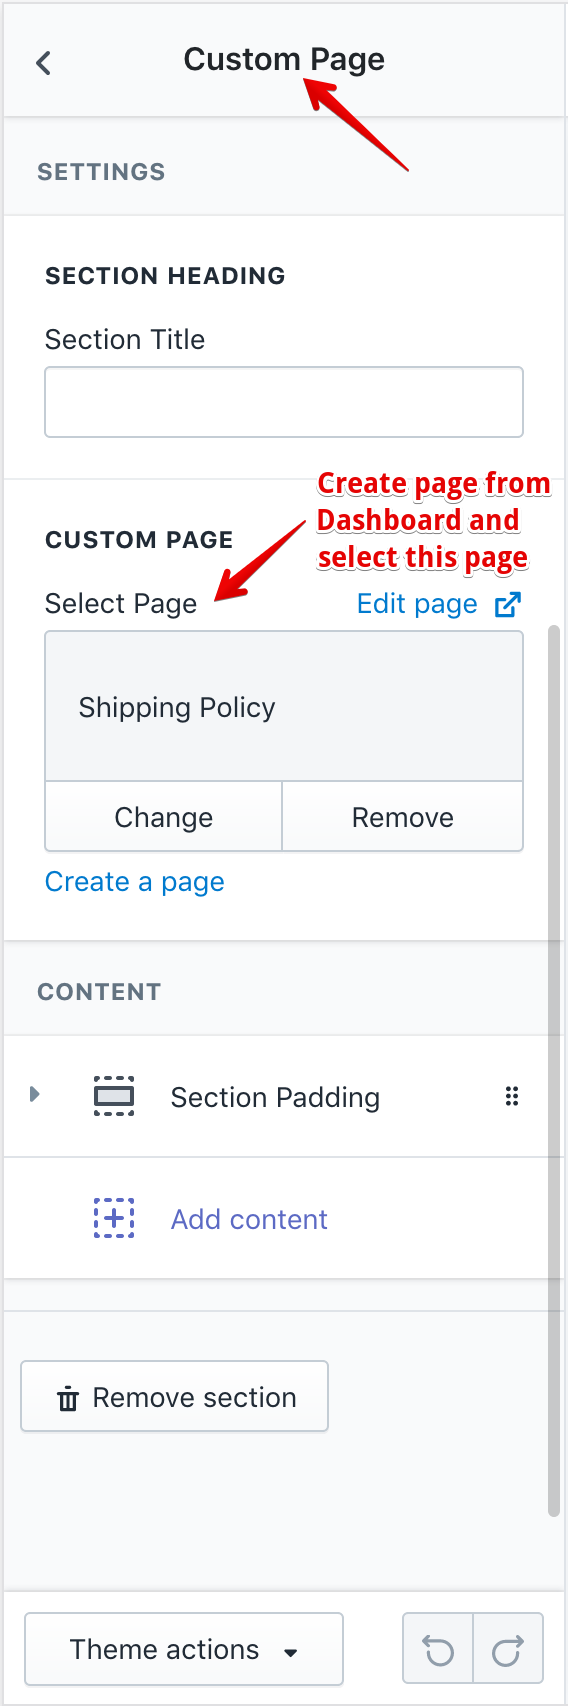 Custom Page
SETTINGS
SECTION HEADING
Section Title
Create page from
Dashboard and
select this page
CUSTOM PAGE
Select Page
Edit page
Shipping Policy
Change
Remove
Create a page
CONTENT
Section Padding
Add content
Remove section
Theme actions